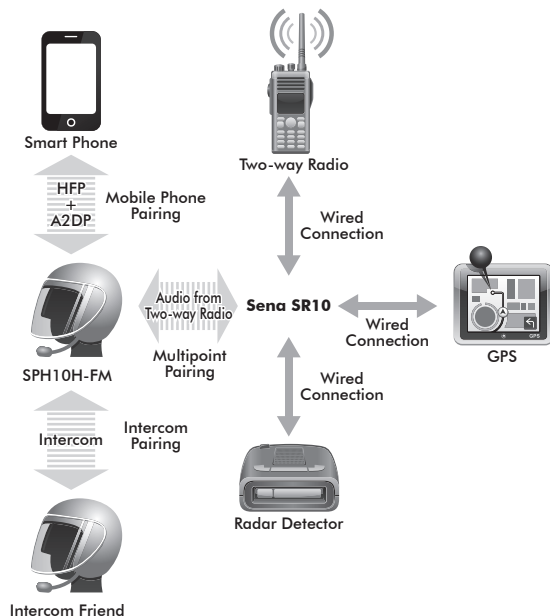 Smart Phone
Two-way Radio
HFP
+
A2DP
Mobile Phone
Pairing
Wired
Connection
Audio from
Two-way Radio
Sena SR10
Multipoint
Pairing
Wired
Connection
GPS
GPS
SPH10H-FM
Wired
Connection
Intercom
Intercom
Pairing
Radar Detector
Intercom Friend